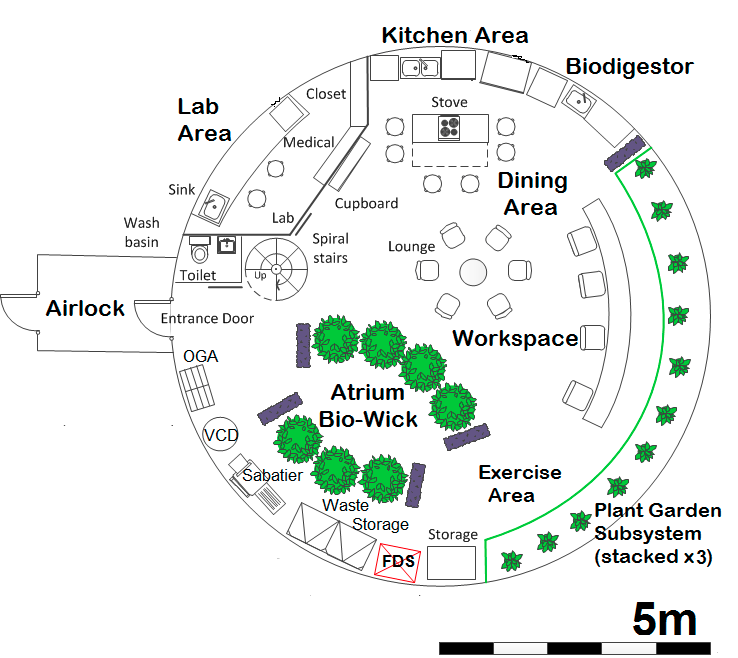 Kitchen Area
Biodigestor
Closet
Lab
Area
Stove
Medical
Dining
Area
Sink
Cupboard
Lab
Wash
basin
Spiral
stairs
Lounge
Toilet
Up
Airlock
Entrance Door
Workspace
OGA
Atrium
Bio-Wick
VCD
Sabatier
Exercise
Area
Waste
Storage
Plant Garden
Subsystem
(stacked x3)
Storage
FDS
5m